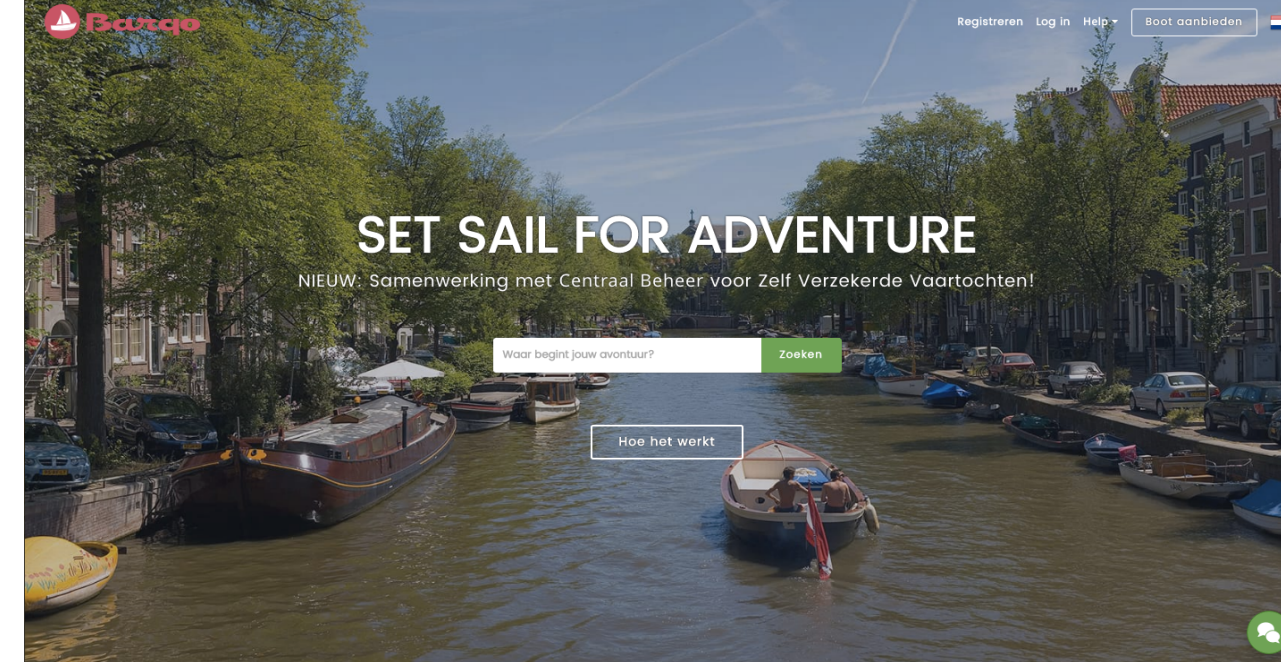 Barqo
Registreren Log in Help Boot aanbieden
SET SAIL FOR ADVENTURE
NIEUW: Samenwerking met Centraal Beheer voor Zelf Verzekerde Vaartochten!
Waar begint jouw avontuur? Zoeken
Hoe het werkt